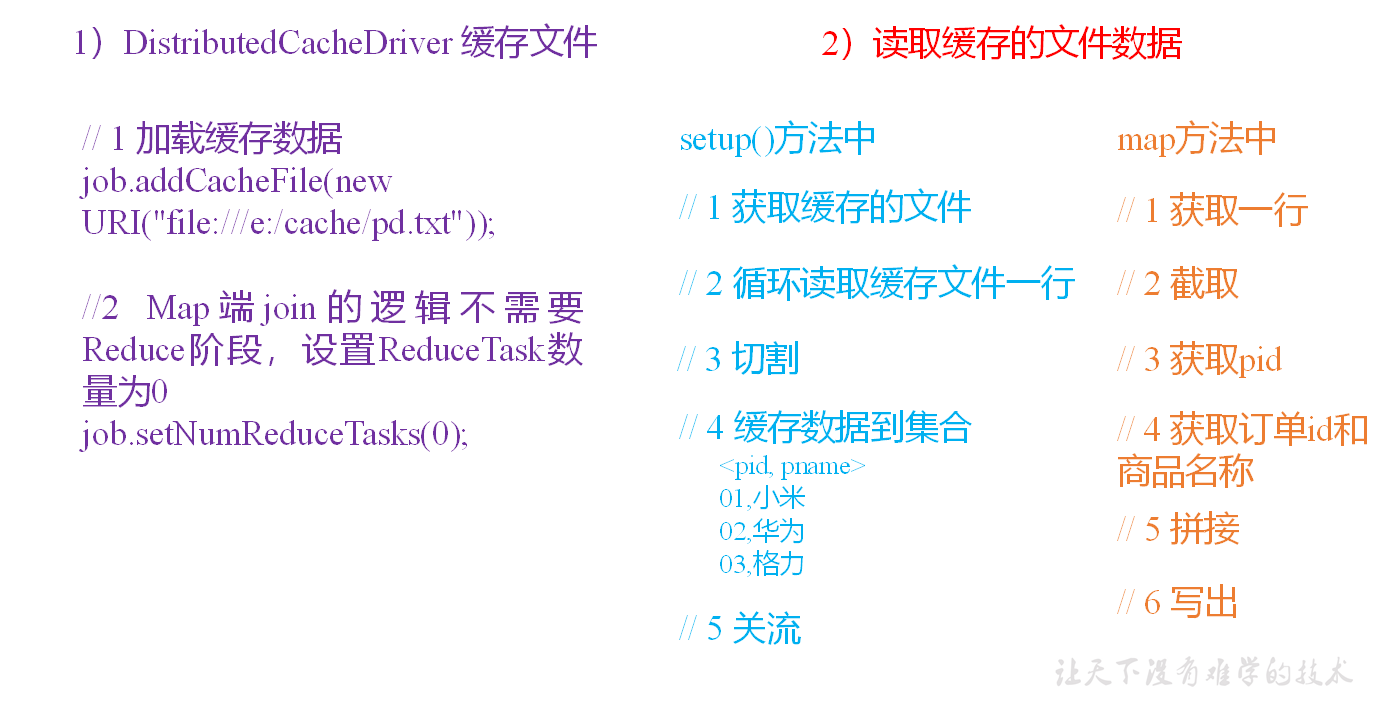 1）DistributedCacheDriver 缓存文件
// 1 加载缓存数据
job.addCacheFile(new
URI("file:///e:/cache/pd.txt"));
//2 Map端join的逻辑不需要
Reduce阶段，设置ReduceTask数
量为0
job.setNumReduceTasks(0);
2）读取缓存的文件数据
setup()方法中
// 1 获取缓存的文件
// 2 循环读取缓存文件一行
// 3 切割
// 4 缓存数据到集合
<pid, pname>
01,小米
02,华为
03,格力
// 5 关流
map方法中
// 1 获取一行
// 2 截取
// 3 获取pid
// 4 获取订单id和
商品名称
// 5 拼接
// 6 写出
让天下没有难学的技术